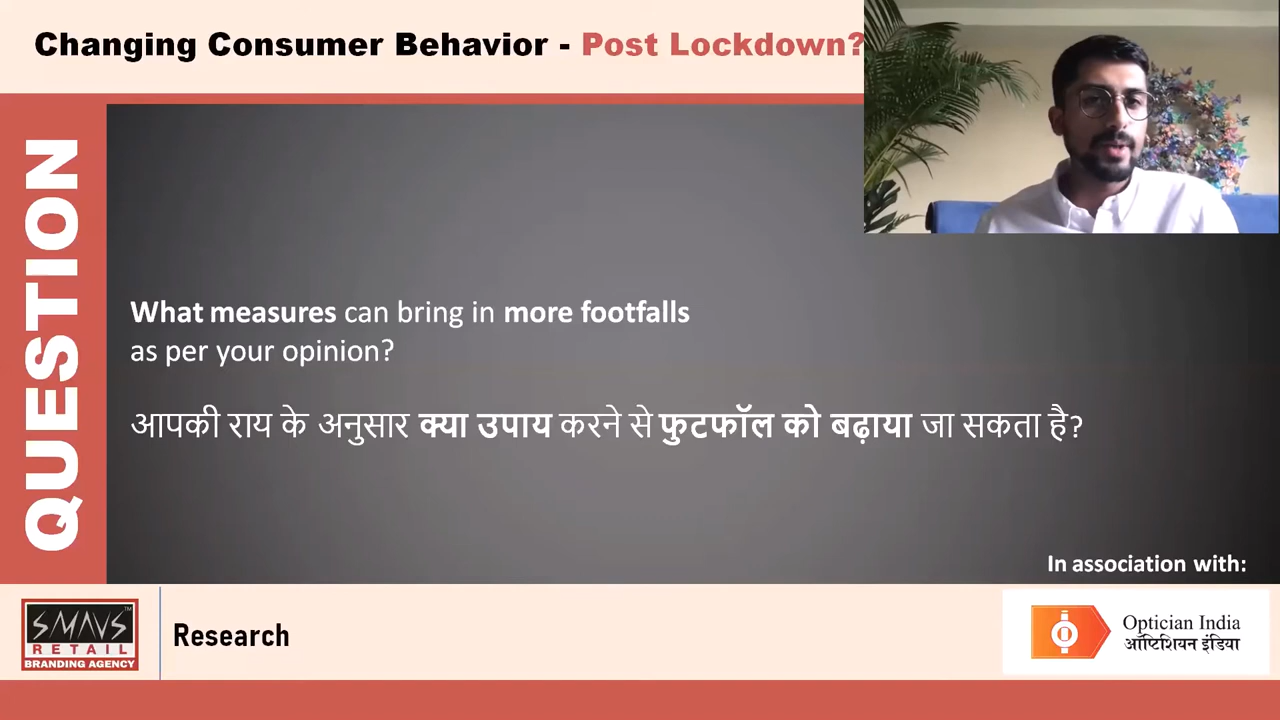 Changing Consumer Behavior - Post Lockdown?
QUESTION
What measures can bring in more footfalls
as per your opinion?
आपकी राय के अनुसार क्या उपाय करने से फुटफॉल को बढ़ाया जा सकता है?
In association with:
SMAVS™
RETAIL
BRANDING AGENCY
Research
Optician India
ऑप्टिशियन इंडिया